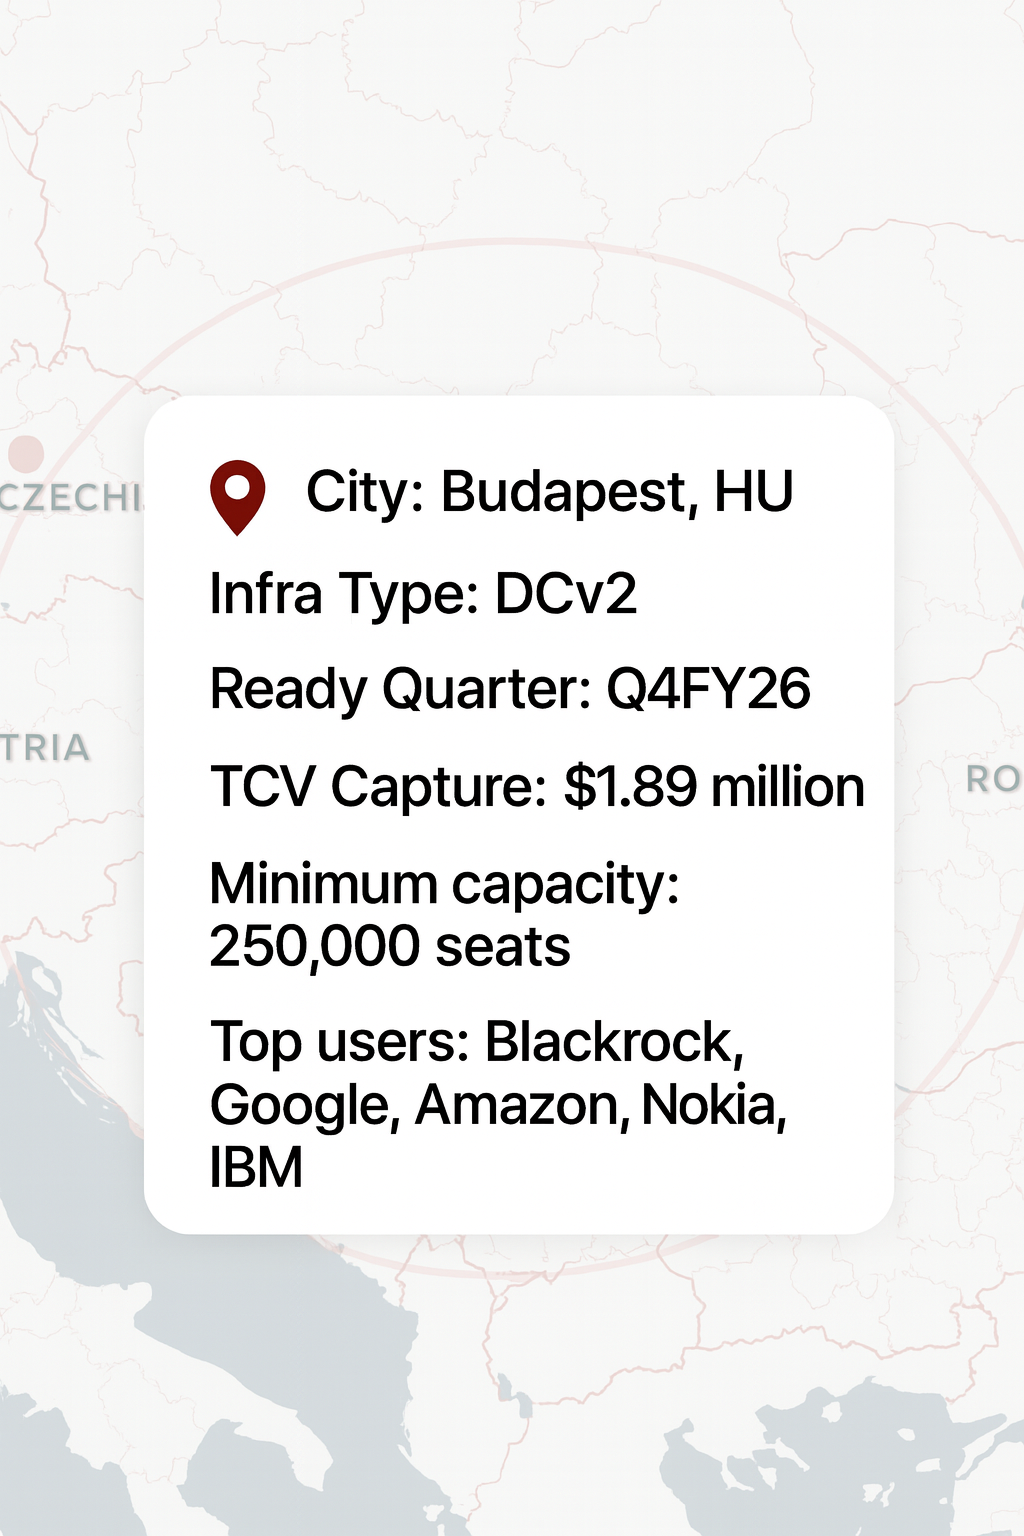 City: Budapest, HU
Infra Type: DCv2
Ready Quarter: Q4FY26
TCV Capture: $1.89 million
Minimum capacity:
250,000 seats
Top users: Blackrock,
Google, Amazon, Nokia,
IBM
CZECHI
TRIA
RO